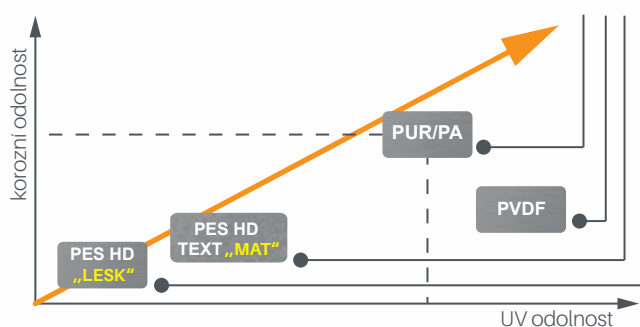 korozní odolnost
PUR/PA
PVDF
PES HD
TEXT „MAT“
PES HD
„LESK“
UV odolnost